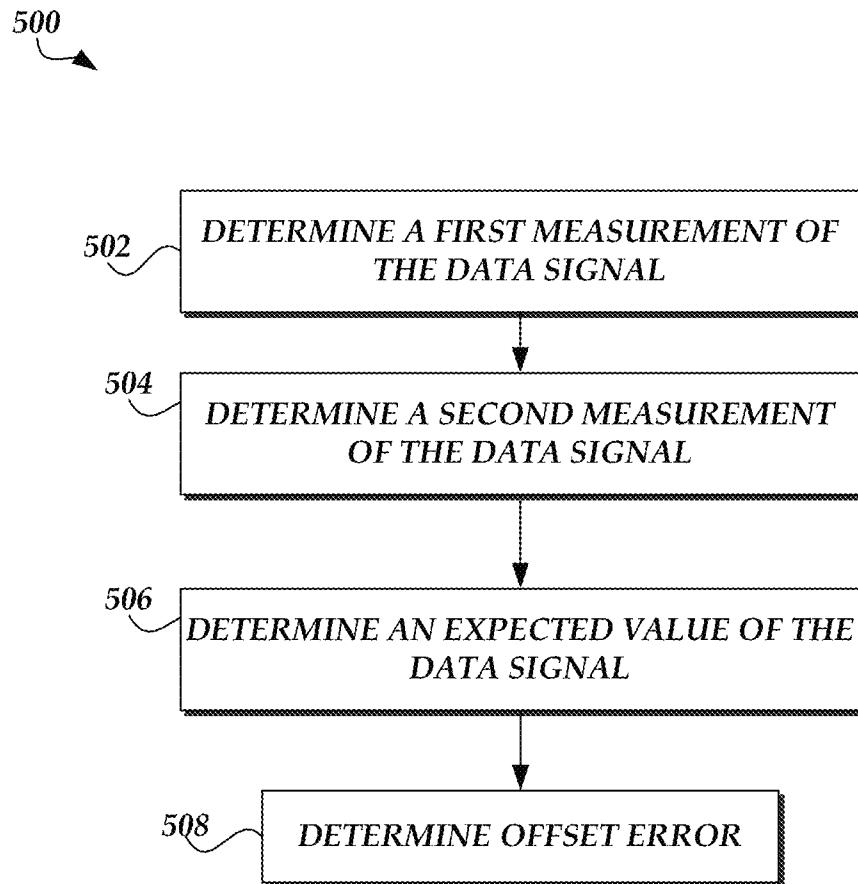 500
502
DETERMINE A FIRST MEASUREMENT OF
THE DATA SIGNAL
504
DETERMINE A SECOND MEASUREMENT
OF THE DATA SIGNAL
506
DETERMINE AN EXPECTED VALUE OF THE
DATA SIGNAL
508
DETERMINE OFFSET ERROR